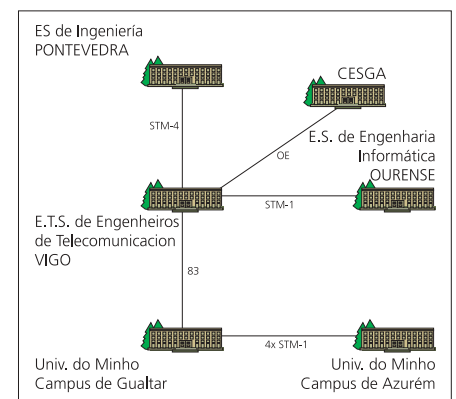 ES de Ingeniería
PONTEVEDRA
CESGA
STM-4
OE
E.S. de Engenharia
Informática
OURENSE
STM-1
E.T.S. de Engenheiros
de Telecomunicacion
VIGO
83
4x STM-1
Univ. do Minho
Campus de Gualtar
Univ. do Minho
Campus de Azurém